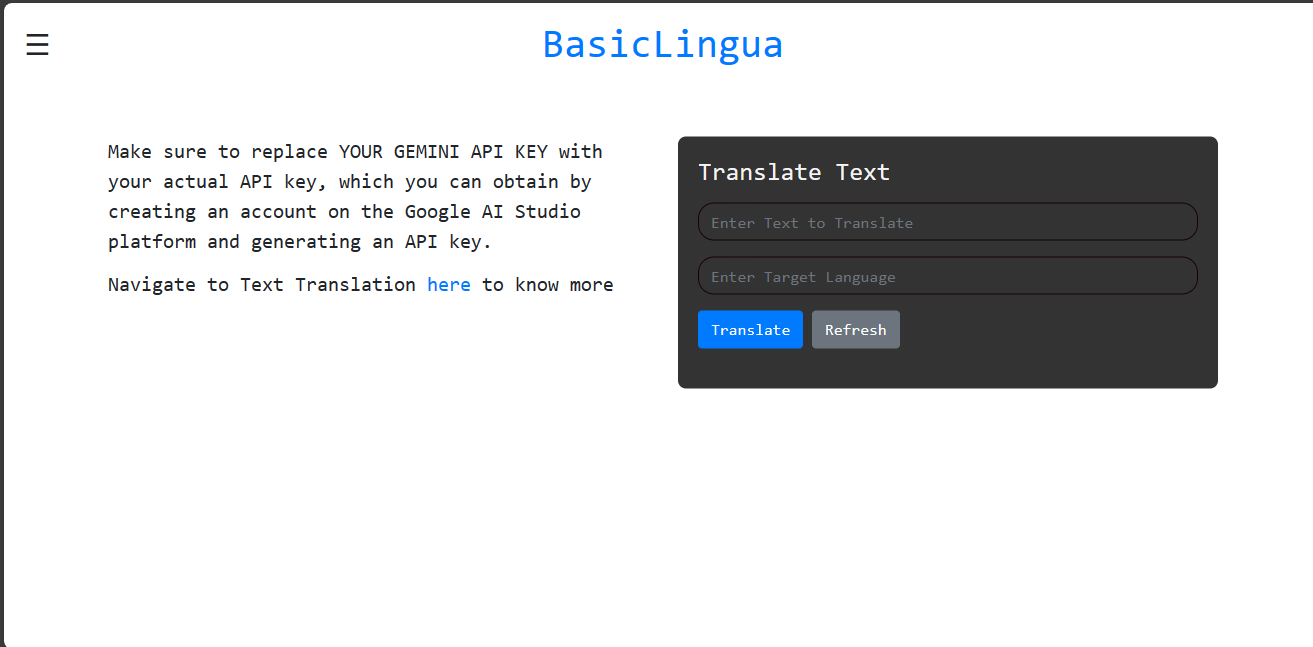 BasicLingua
Make sure to replace YOUR GEMINI API KEY with
your actual API key, which you can obtain by
creating an account on the Google AI Studio
platform and generating an API key.
Navigate to Text Translation here to know more
Translate Text
Enter Text to Translate
Enter Target Language
Translate Refresh